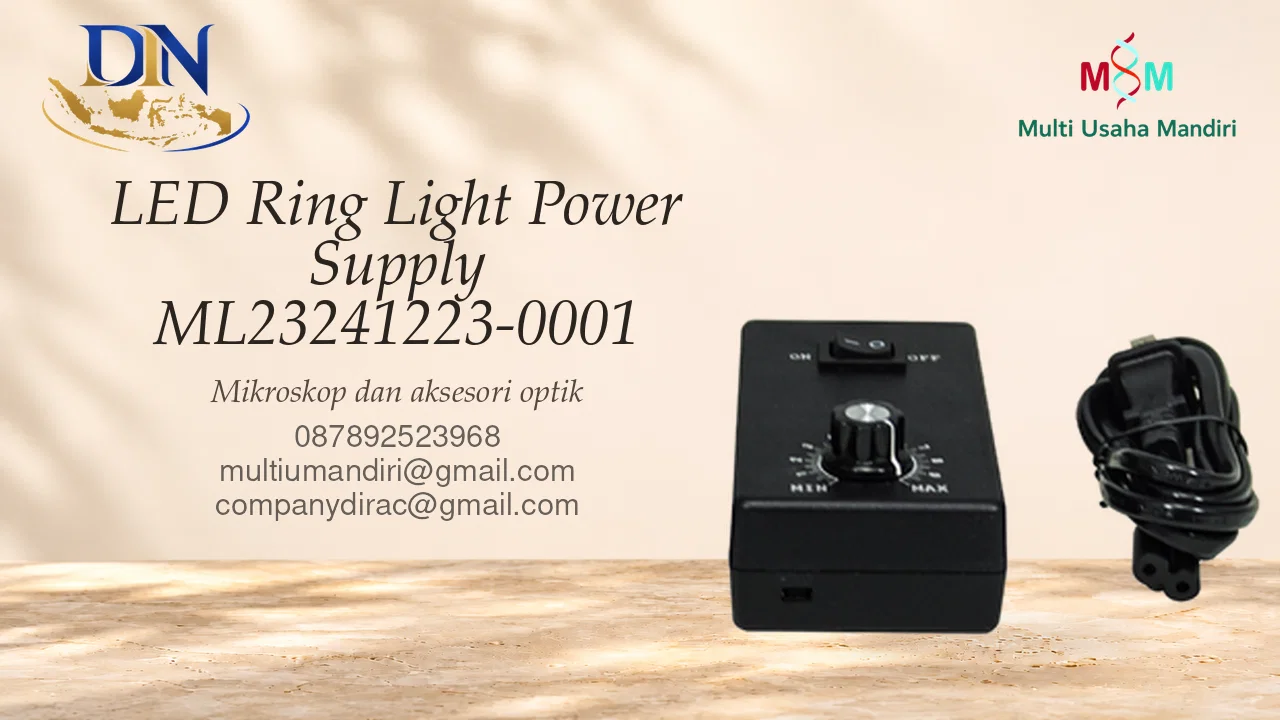 DN
M M
Multi Usaha Mandiri
LED Ring Light Power
Supply
ML23241223-0001
Mikroskop dan aksesori optik
087892523968
multiumandiri@gmail.com
companydirac@gmail.com
ON
OFF
MIN
MAX